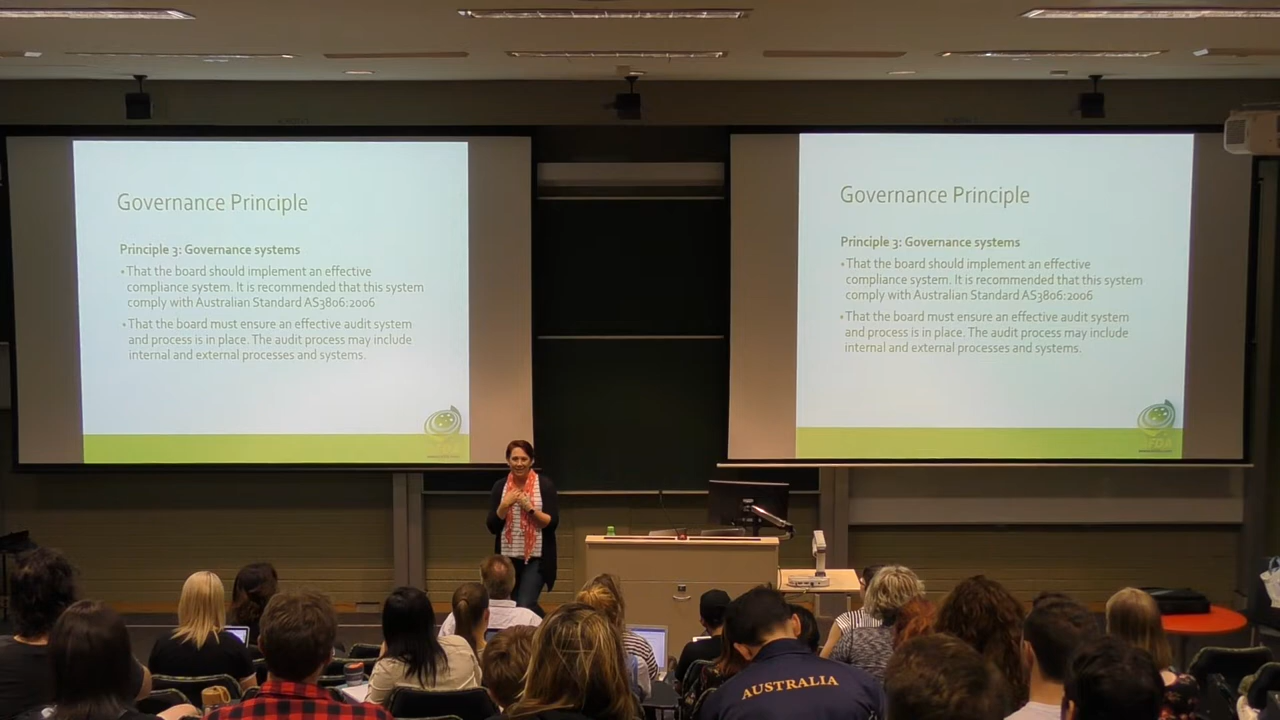 Governance Principle
Principle 3: Governance systems
•That the board should implement an effective
compliance system. It is recommended that this system
comply with Australian Standard AS3806:2006
•That the board must ensure an effective audit system
and process is in place. The audit process may include
internal and external processes and systems.
Governance Principle
Principle 3: Governance systems
•That the board should implement an effective
compliance system. It is recommended that this system
comply with Australian Standard AS3806:2006
•That the board must ensure an effective audit system
and process is in place. The audit process may include
internal and external processes and systems.
AUSTRALIA